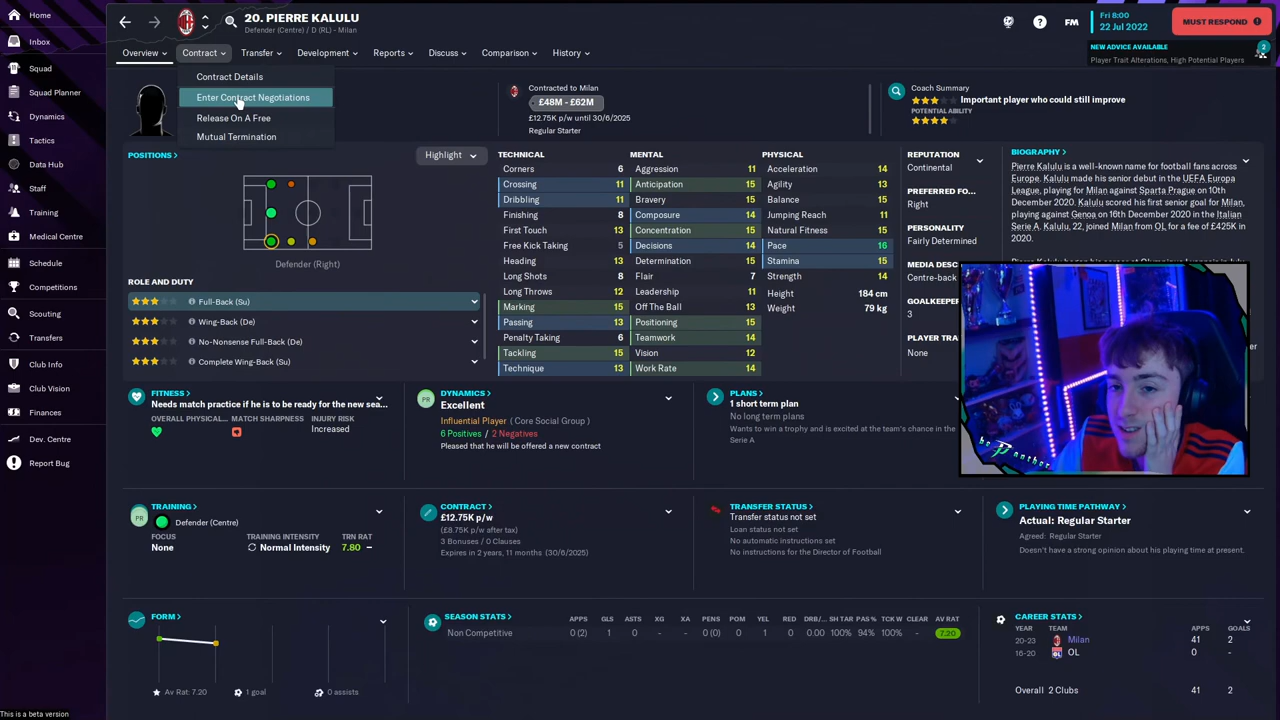 Home
Inbox
Squad
Squad Planner
Dynamics
Tactics
Data Hub
Staff
Training
Medical Centre
Schedule
Competitions
Scouting
Transfers
Club Info
Club Vision
Finances
Dev. Centre
Report Bug
This is a beta version
20. PIERRE KALULU
Defender (Centre) / D (RL) - Milan
FM
Fri 8:00
22 Jul 2022
MUST RESPOND
NEW ADVICE AVAILABLE
Player Trait Alterations, High Potential Players
2
Overview
Contract
Transfer
Development
Reports
Discuss
Comparison
History
Contract Details
Enter Contract Negotiations
Release On A Free
Mutual Termination
Contracted to Milan
£48M - £62M
£12.75K p/w until 30/6/2025
Regular Starter
Coach Summary
Important player who could still improve
POTENTIAL ABILITY
POSITIONS
Highlight
Defender (Right)
ROLE AND DUTY
Full-Back (Su)
Wing-Back (De)
No-Nonsense Full-Back (De)
Complete Wing-Back (Su)
TECHNICAL
Corners 6
Crossing 11
Dribbling 11
Finishing 8
First Touch 13
Free Kick Taking 5
Heading 13
Long Shots 8
Long Throws 12
Marking 15
Passing 13
Penalty Taking 6
Tackling 15
Technique 13
MENTAL
Aggression 11
Anticipation 15
Bravery 15
Composure 14
Concentration 15
Decisions 14
Determination 15
Flair 7
Leadership 11
Off The Ball 13
Positioning 15
Teamwork 14
Vision 12
Work Rate 14
PHYSICAL
Acceleration 14
Agility 13
Balance 15
Jumping Reach 11
Natural Fitness 15
Pace 16
Stamina 15
Strength 14
Height 184 cm
Weight 79 kg
REPUTATION
Continental
PREFERRED FO...
Right
PERSONALITY
Fairly Determined
MEDIA DESC
Centre-back
GOALKEEPER
3
PLAYER TRA
None
BIOGRAPHY
Pierre Kalulu is a well-known name for football fans across
Europe. Kalulu made his senior debut in the UEFA Europa
League, playing for Milan against Sparta Prague on 10th
December 2020. Kalulu scored his first senior goal for Milan,
playing against Genoa on 16th December 2020 in the Italian
Serie A. Kalulu, 22, joined Milan from OL for a fee of £425K in
2020.
be another.
FITNESS
Needs match practice if he is to be ready for the new sea...
OVERALL PHYSICAL...
MATCH SHARPNESS
INJURY RISK
Increased
PR
DYNAMICS
Excellent
Influential Player ( Core Social Group )
6 Positives / 2 Negatives
Pleased that he will be offered a new contract
PLANS
1 short term plan
No long term plans
Wants to win a trophy and is excited at the team's chance in the
Serie A
PR
TRAINING
Defender (Centre)
FOCUS
None
TRAINING INTENSITY
Normal Intensity
TRN RAT
7.80
CONTRACT
£12.75K p/w
(£8.75K p/w after tax)
3 Bonuses / 0 Clauses
Expires in 2 years, 11 months (30/6/2025)
TRANSFER STATUS
Transfer status not set
Loan status not set
No automatic instructions set
No instructions for the Director of Football
PLAYING TIME PATHWAY
Actual: Regular Starter
Agreed: Regular Starter
Doesn't have a strong opinion about his playing time at present.
FORM
Av Rat: 7.20
1 goal
0 assists
SEASON STATS
APPS GLS ASTS XG XA PENS POM YEL RED DRB/... SH TAR PAS % TCK W CLEAR AV RAT
Non Competitive 0 (2) 1 0 - - 0 (0) 0 1 0 0.00 100% 94% 100% - 7.20
CAREER STATS
YEAR TEAM APPS GOALS
20-23 Milan 41 2
16-20 OL 0 -
Overall 2 Clubs 41 2